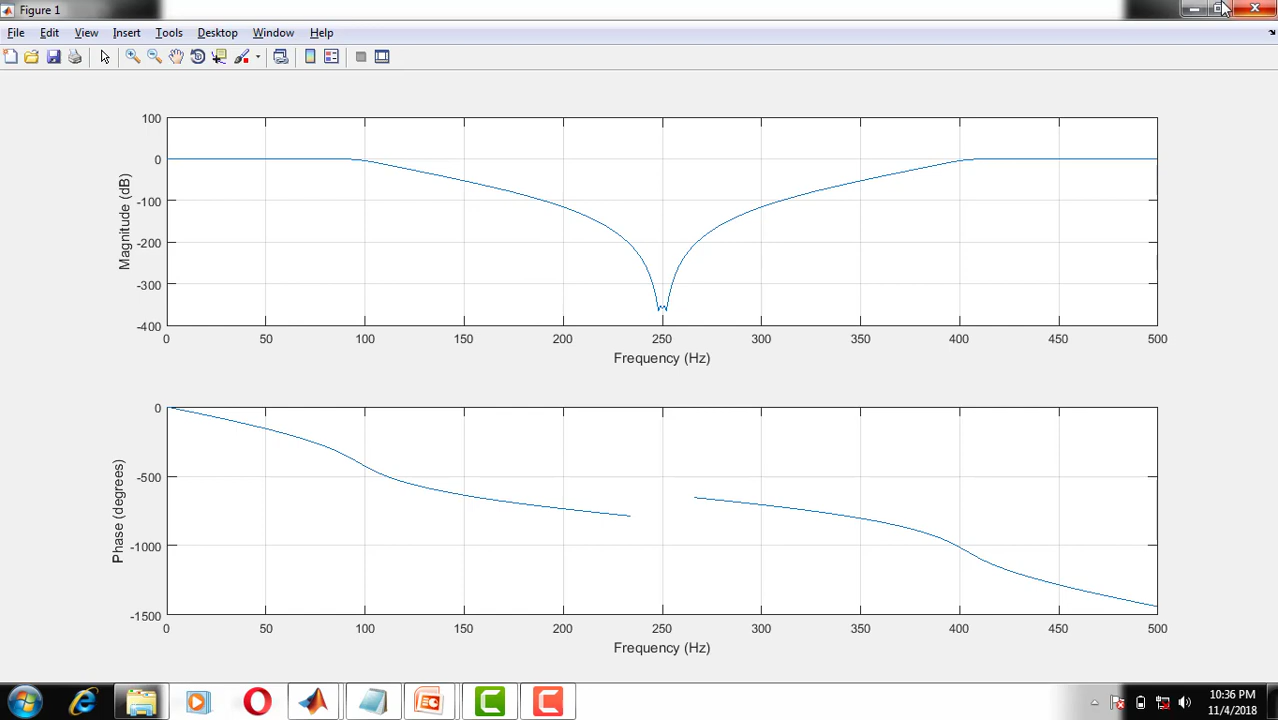 Figure 1
File Edit View Insert Tools Desktop Window Help
100
0
-100
-200
-300
-400
Magnitude (dB)
0 50 100 150 200 250 300 350 400 450 500
Frequency (Hz)
0
-500
-1000
-1500
Phase (degrees)
0 50 100 150 200 250 300 350 400 450 500
Frequency (Hz)
10:36 PM
11/4/2018